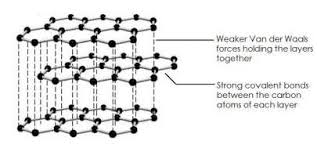 Weaker Van der Waals
forces holding the layers
together
Strong covalent bonds
between the carbon
atoms of each layer